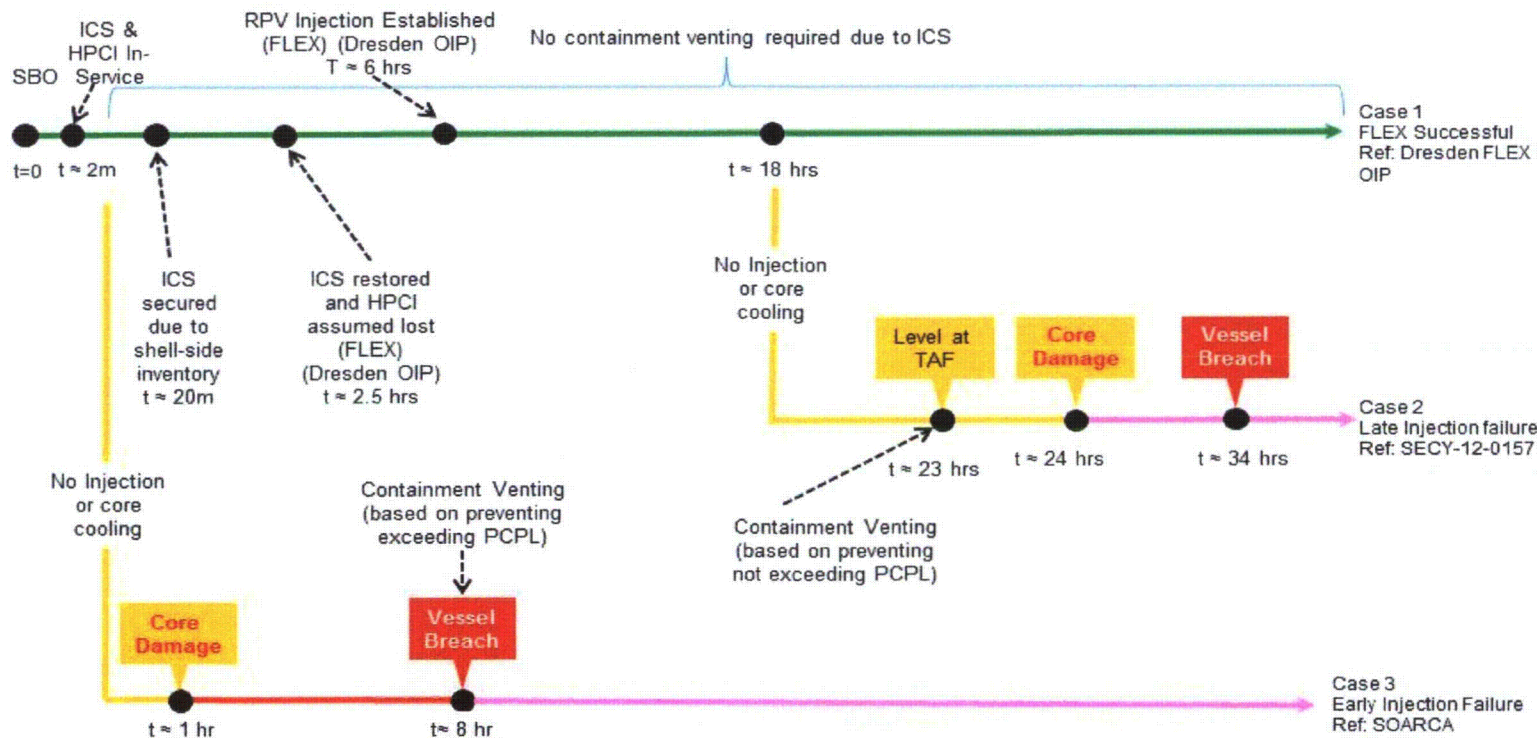 SBO
ICS &
HPCI In-
Service
RPV Injection Established
(FLEX) (Dresden OIP)
T ≈ 6 hrs
No containment venting required due to ICS
t=0
t ≈ 2m
t ≈ 18 hrs
Case 1
FLEX Successful
Ref: Dresden FLEX
OIP
ICS
secured
due to
shell-side
inventory
t ≈ 20m
ICS restored
and HPCI
assumed lost
(FLEX)
(Dresden OIP)
t ≈ 2.5 hrs
No Injection
or core
cooling
Level at
TAF
Core
Damage
Vessel
Breach
t ≈ 23 hrs
t ≈ 24 hrs
t ≈ 34 hrs
Case 2
Late Injection failure
Ref: SECY-12-0157
Containment Venting
(based on preventing
not exceeding PCPL)
No Injection
or core
cooling
Containment Venting
(based on preventing
exceeding PCPL)
Core
Damage
Vessel
Breach
t ≈ 1 hr
t≈ 8 hr
Case 3
Early Injection Failure
Ref: SOARCA